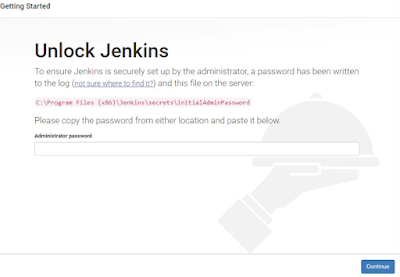 Getting Started
Unlock Jenkins
To ensure Jenkins is securely set up by the administrator, a password has been written
to the log (not sure where to find it?) and this file on the server:
C:\Program Files (x86)\Jenkins\secrets\initialAdminPassword
Please copy the password from either location and paste it below.
Administrator password
Continue